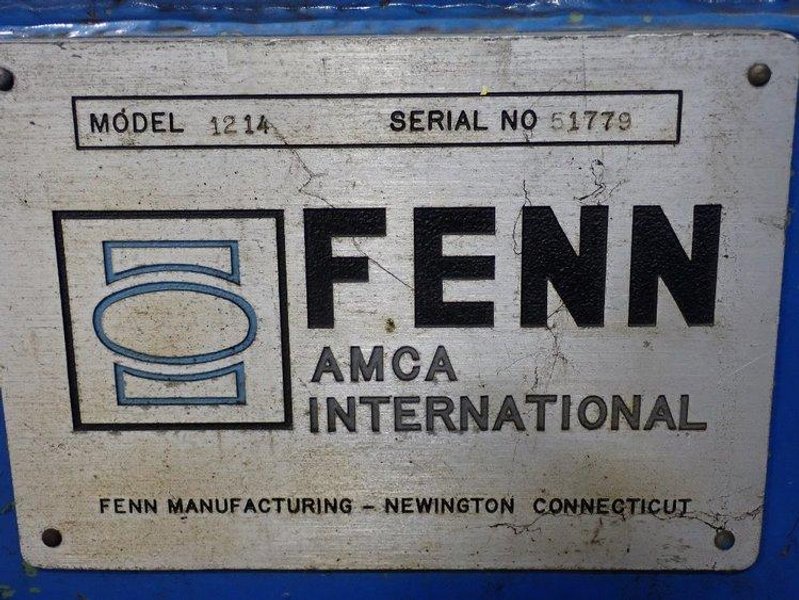 MODEL 1214 SERIAL NO 51779
FENN
AMCA
INTERNATIONAL
FENN MANUFACTURING - NEWINGTON CONNECTICUT